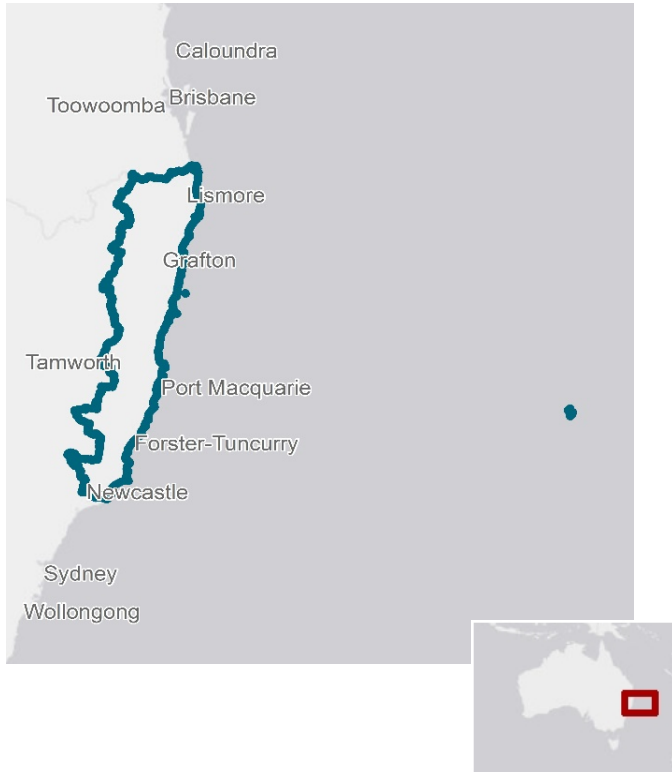 Caloundra
Brisbane
Toowoomba
Lismore
Grafton
Tamworth
Port Macquarie
Forster-Tuncurry
Newcastle
Sydney
Wollongong